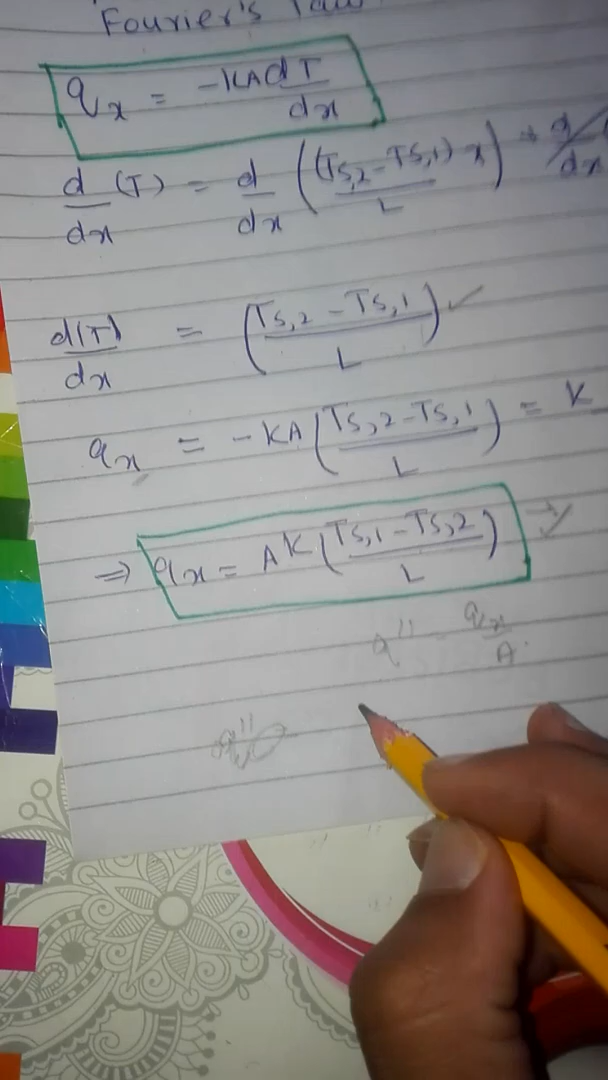 Fourier's law
qx = -KA dT/dx
d/dx (T) = d/dx ((Ts,2 - Ts,1) x / L) + d/dx
d(T)/dx = (Ts,2 - Ts,1 / L) ✓
qx = -KA (Ts,2 - Ts,1 / L) = K
⇒ qx = AK (Ts,1 - Ts,2 / L)
q'' = qx/A